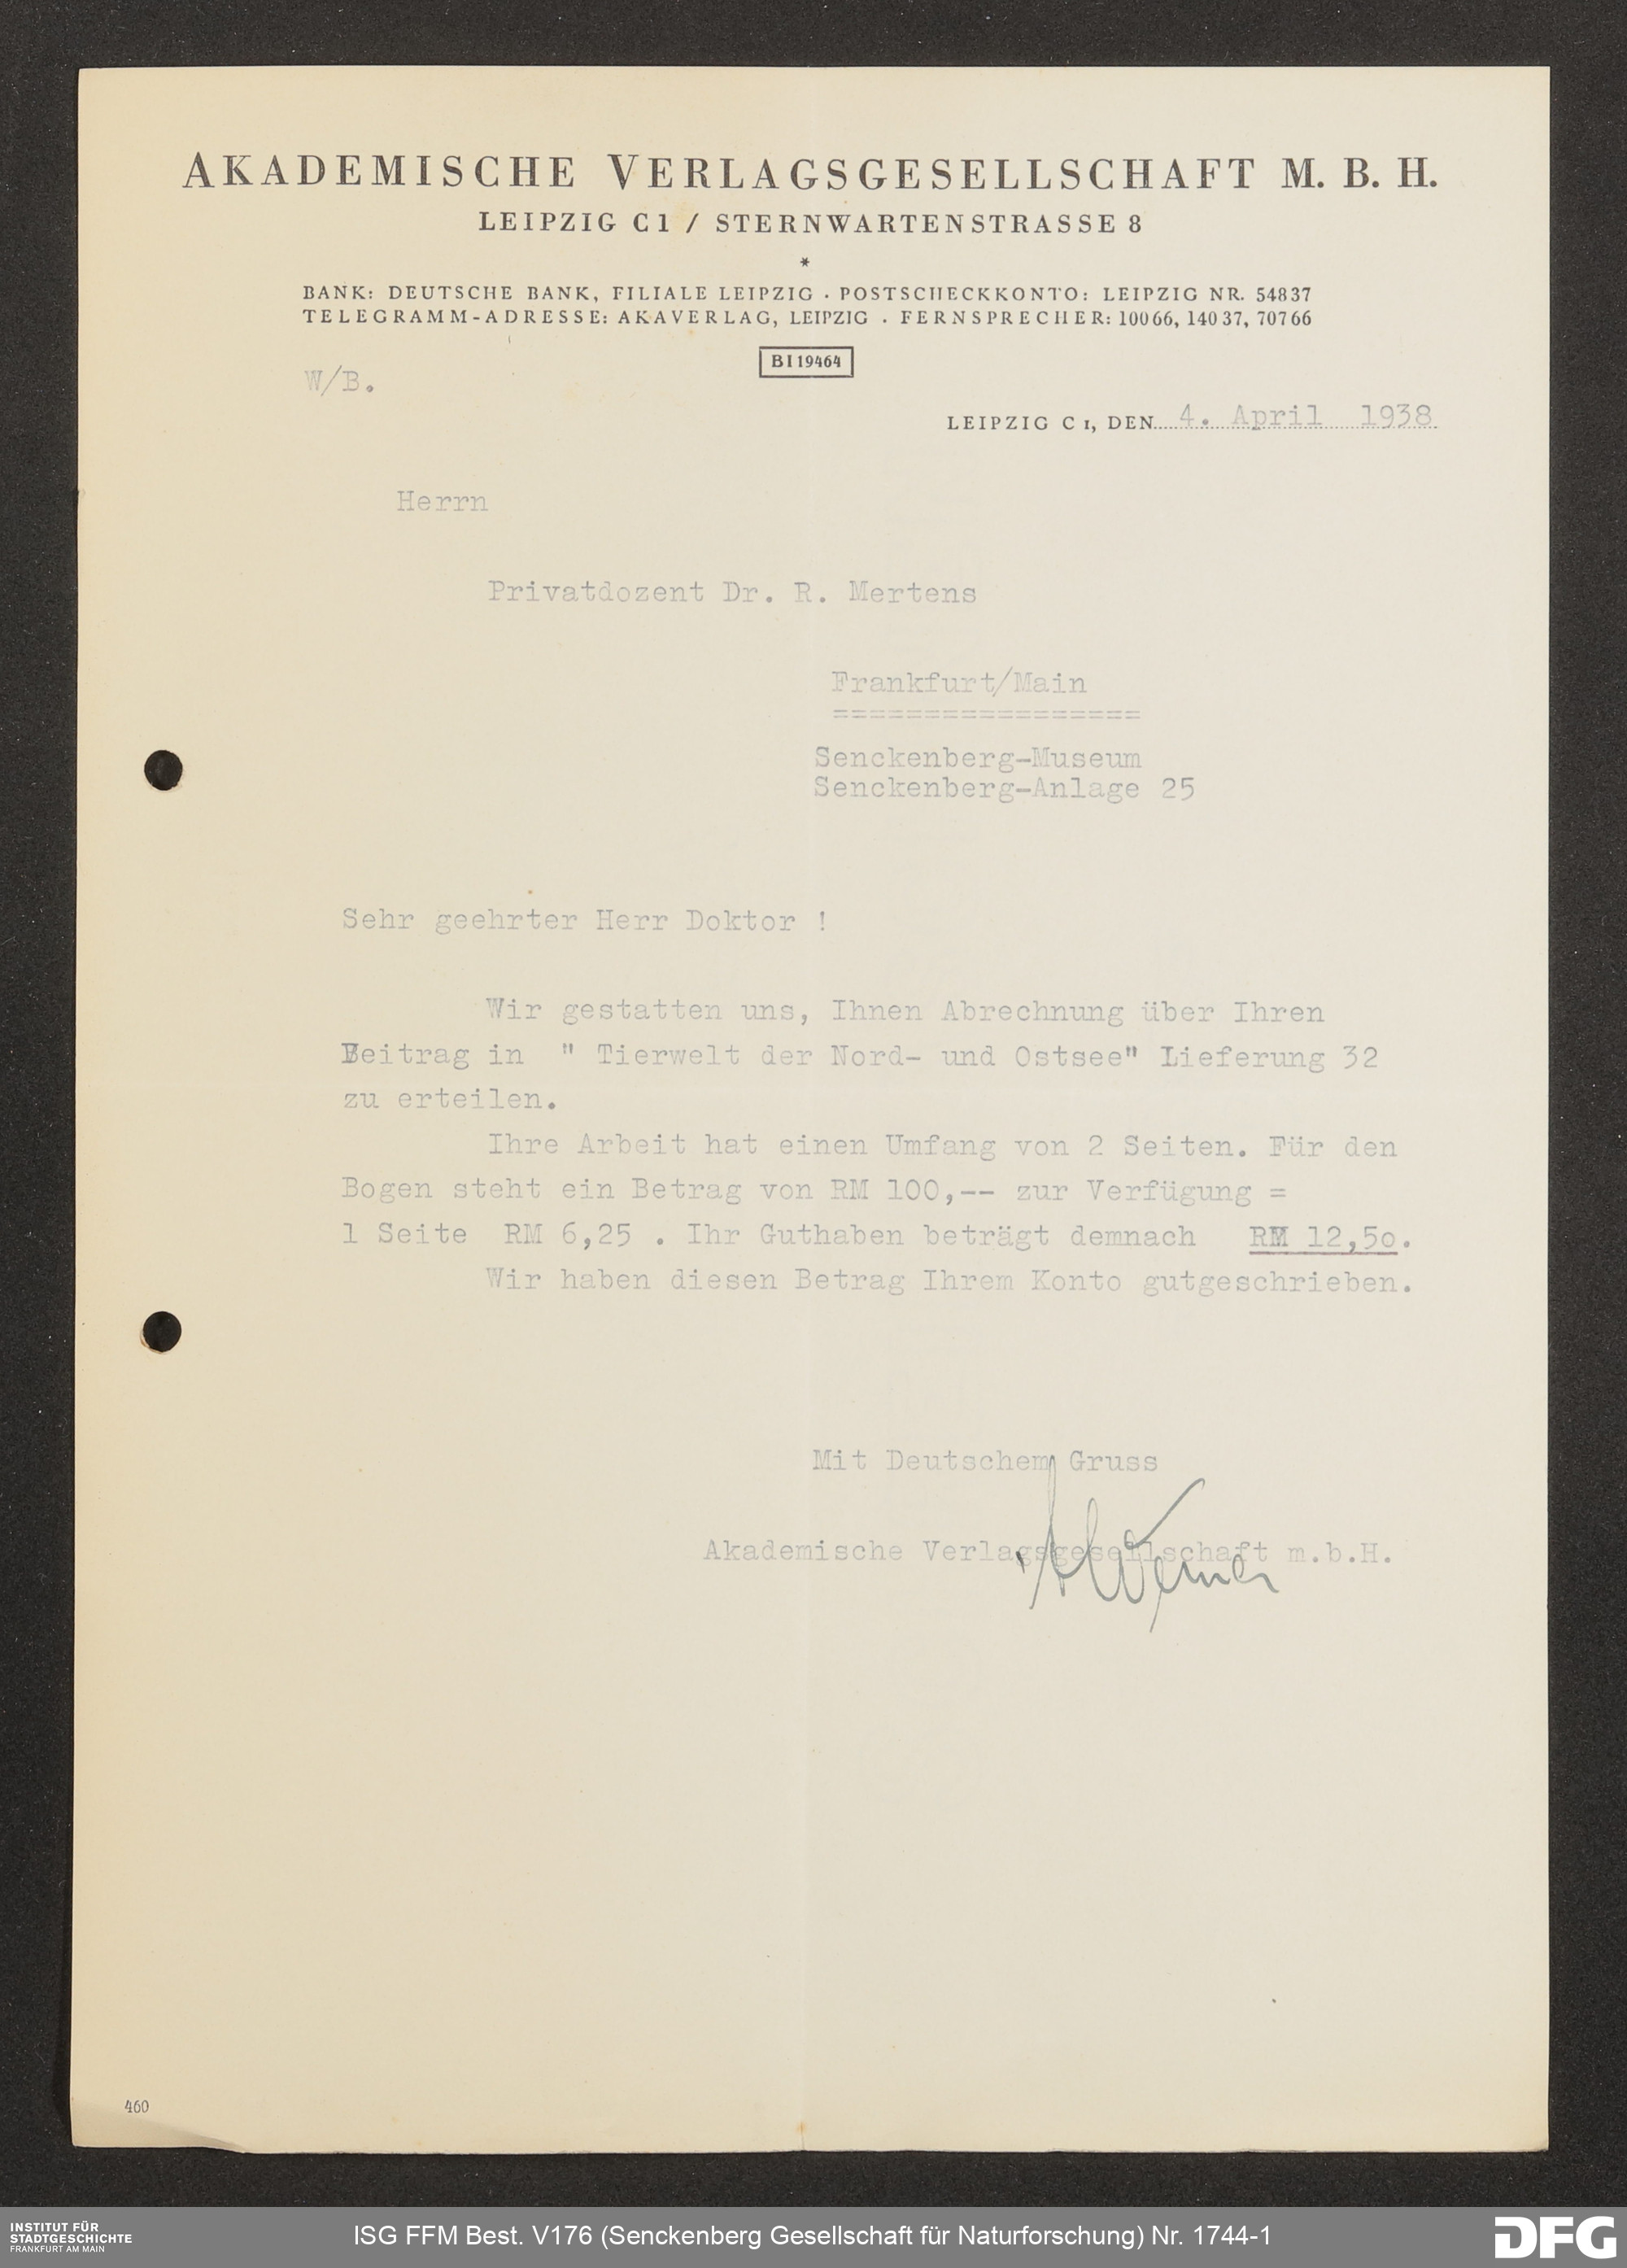 AKADEMISCHE VERLAGSGESELLSCHAFT M. B. H.
LEIPZIG C 1 / STERNWARTENSTRASSE 8
*
BANK: DEUTSCHE BANK, FILIALE LEIPZIG · POSTSCHECKKONTO: LEIPZIG NR. 54837
TELEGRAMM-ADRESSE: AKAVERLAG, LEIPZIG · FERNSPRECHER: 10066, 14037, 70766
BI 19464
W/B.
LEIPZIG C 1, DEN 4. April 1938
Herrn
Privatdozent Dr. R. Mertens
Frankfurt/Main
=================
Senckenberg-Museum
Senckenberg-Anlage 25
Sehr geehrter Herr Doktor !
Wir gestatten uns, Ihnen Abrechnung über Ihren
Beitrag in " Tierwelt der Nord- und Ostsee" Lieferung 32
zu erteilen.
Ihre Arbeit hat einen Umfang von 2 Seiten. Für den
Bogen steht ein Betrag von RM 100,-- zur Verfügung =
1 Seite RM 6,25 . Ihr Guthaben beträgt demnach RM 12,50.
Wir haben diesen Betrag Ihrem Konto gutgeschrieben.
Mit Deutschem Gruss
Akademische Verlagsgesellschaft m.b.H.
460
INSTITUT FÜR
STADTGESCHICHTE
FRANKFURT AM MAIN
ISG FFM Best. V176 (Senckenberg Gesellschaft für Naturforschung) Nr. 1744-1
DFG